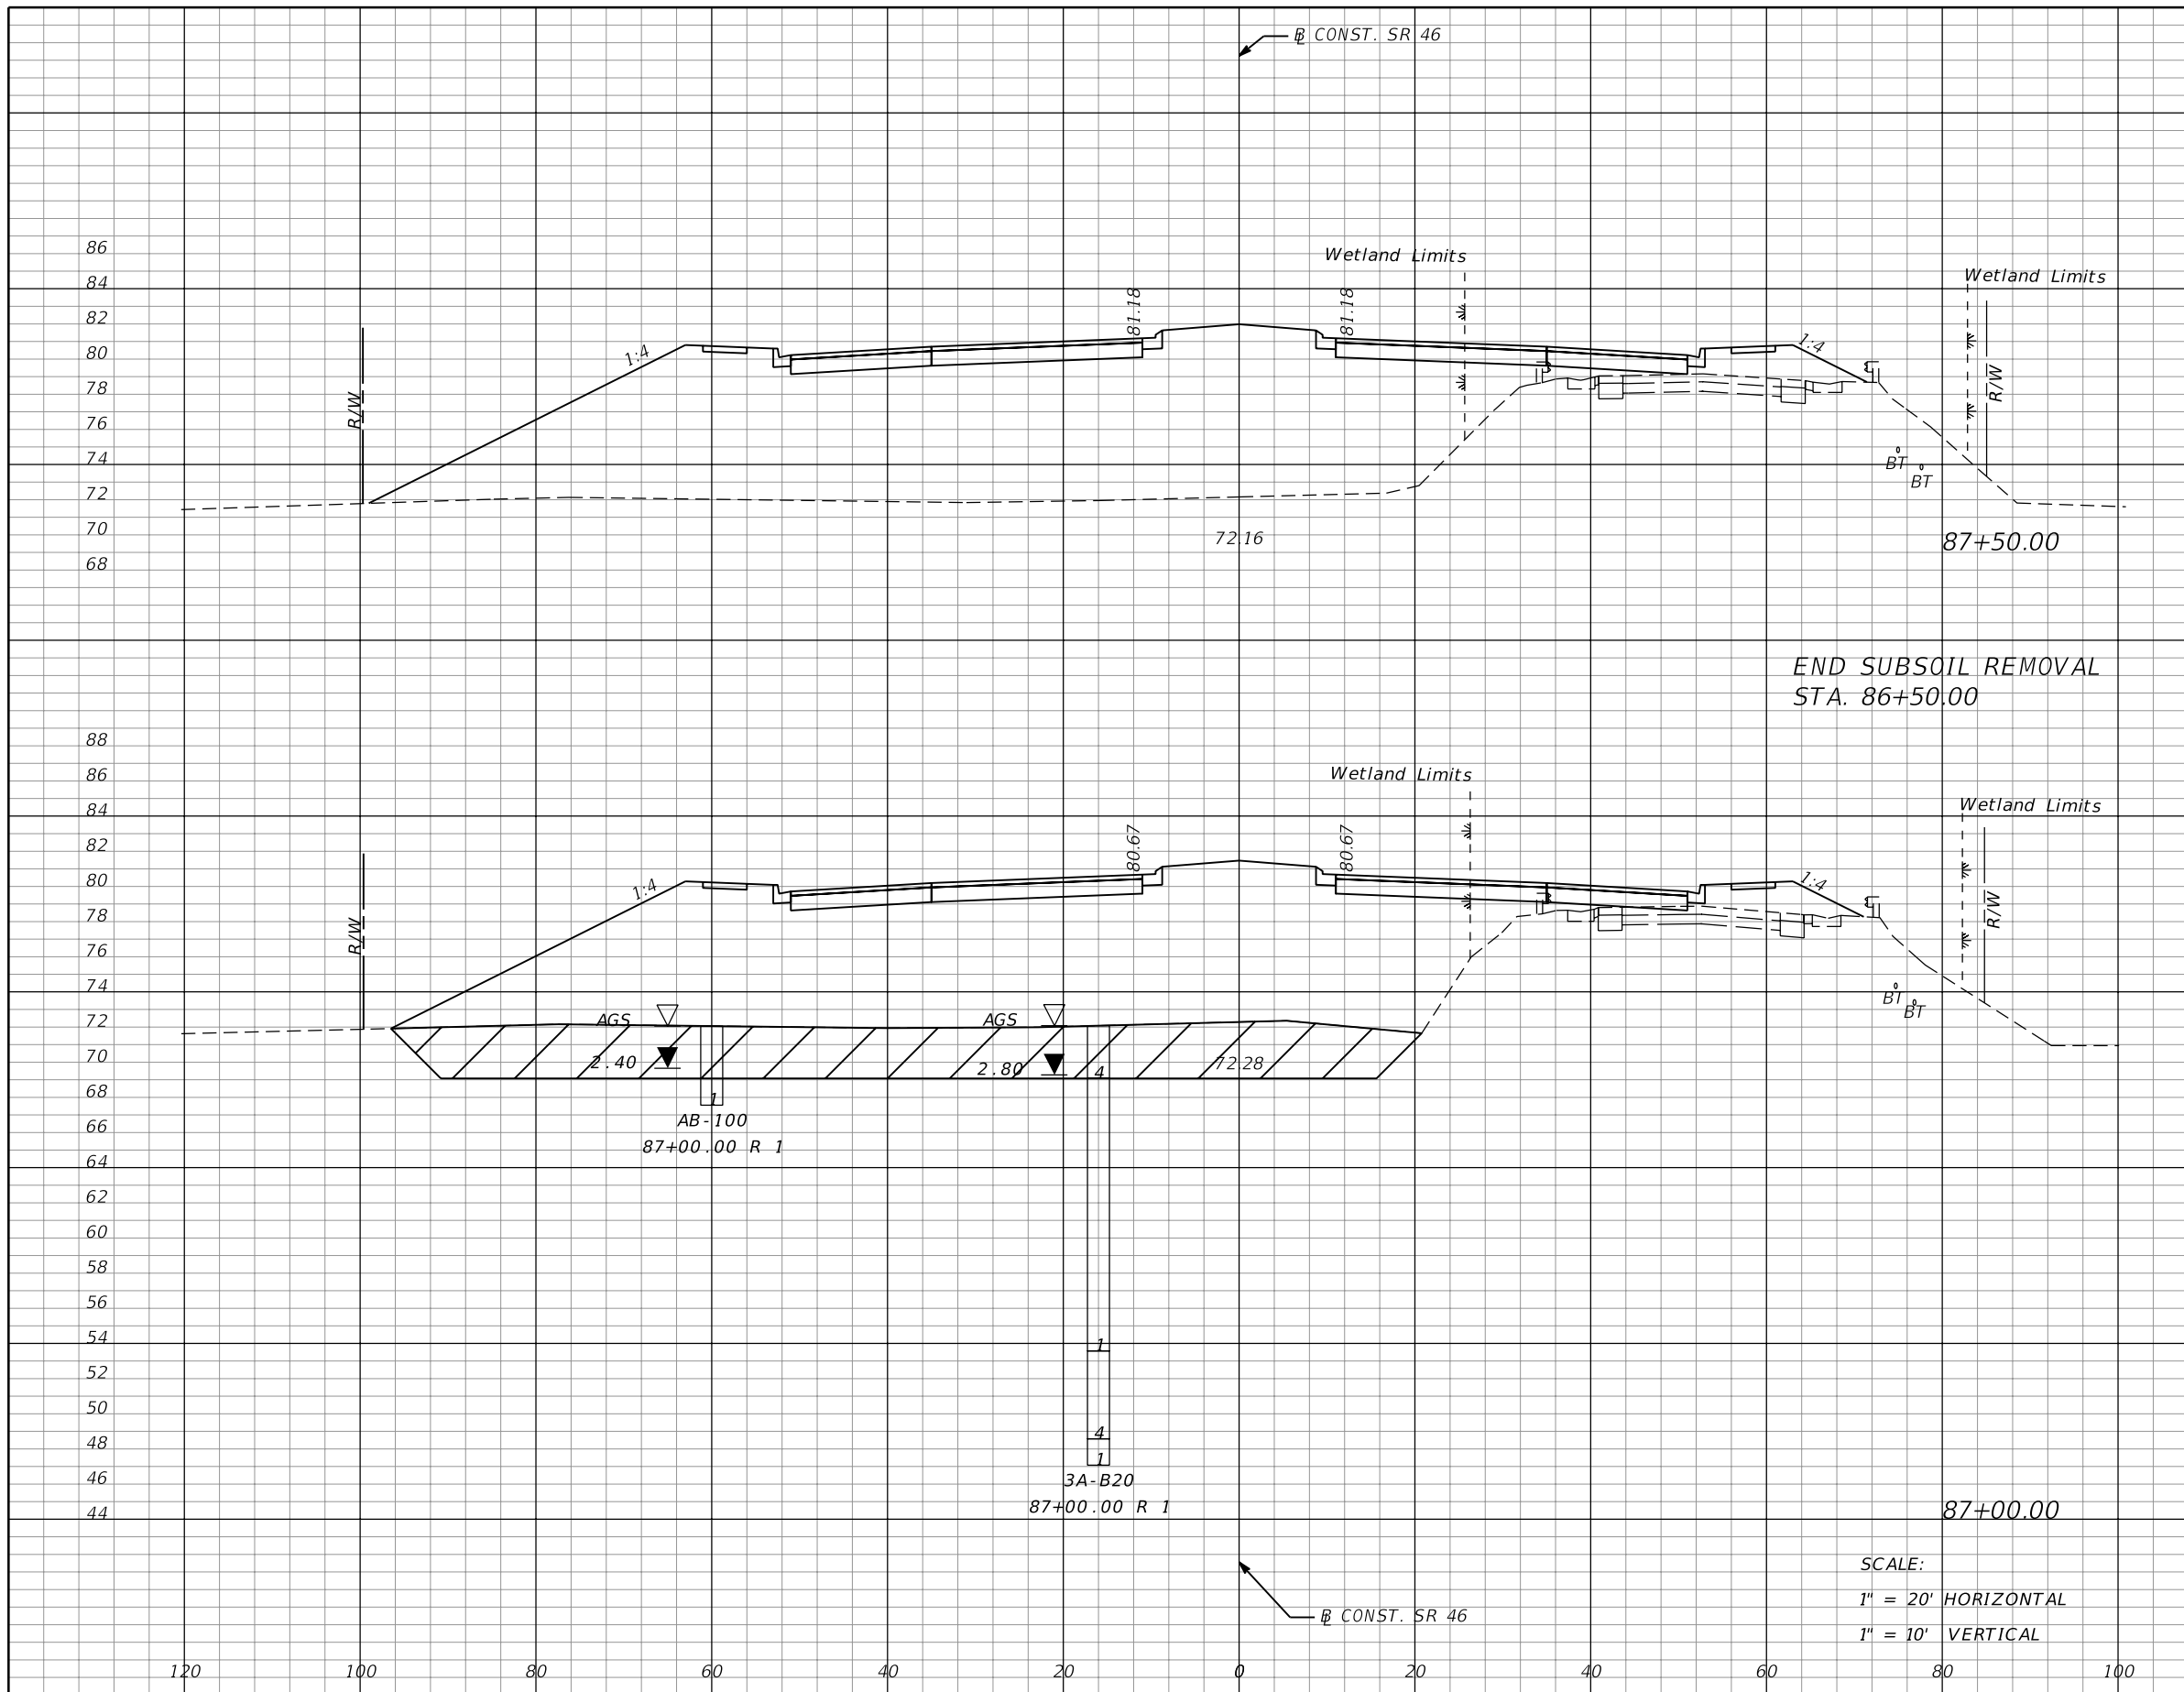 ℄ CONST. SR 46
86
84
82
80
78
76
74
72
70
68
Wetland Limits
Wetland Limits
81.18
81.18
1:4
1:4
R/W
R/W
BT
BT
72.16
87+50.00
END SUBSOIL REMOVAL
STA. 86+50.00
88
86
84
82
80
78
76
74
72
70
68
66
64
62
60
58
56
54
52
50
48
46
44
Wetland Limits
Wetland Limits
80.67
80.67
1:4
1:4
R/W
R/W
BT
BT
AGS
AGS
2.40
2.80
4
72.28
1
AB-100
87+00.00 R 1
1
4
1
3A-B20
87+00.00 R 1
87+00.00
SCALE:
1" = 20' HORIZONTAL
1" = 10' VERTICAL
℄ CONST. SR 46
120 100 80 60 40 20 0 20 40 60 80 100